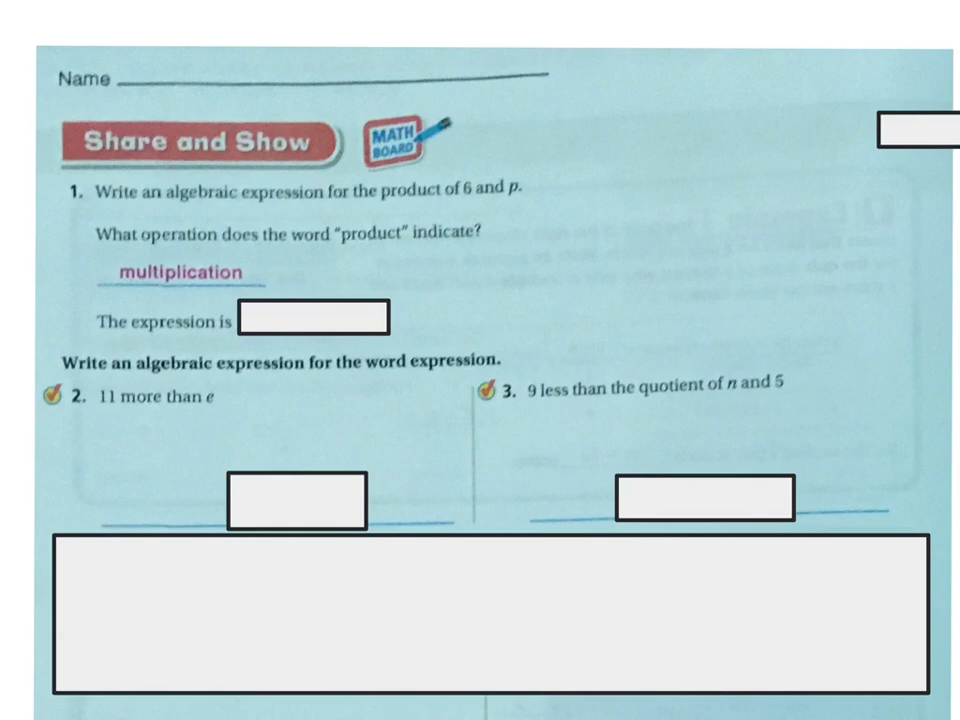 Name
Share and Show
MATH
BOARD
1. Write an algebraic expression for the product of 6 and p.
What operation does the word “product” indicate?
multiplication
The expression is
Write an algebraic expression for the word expression.
2. 11 more than e
3. 9 less than the quotient of n and 5